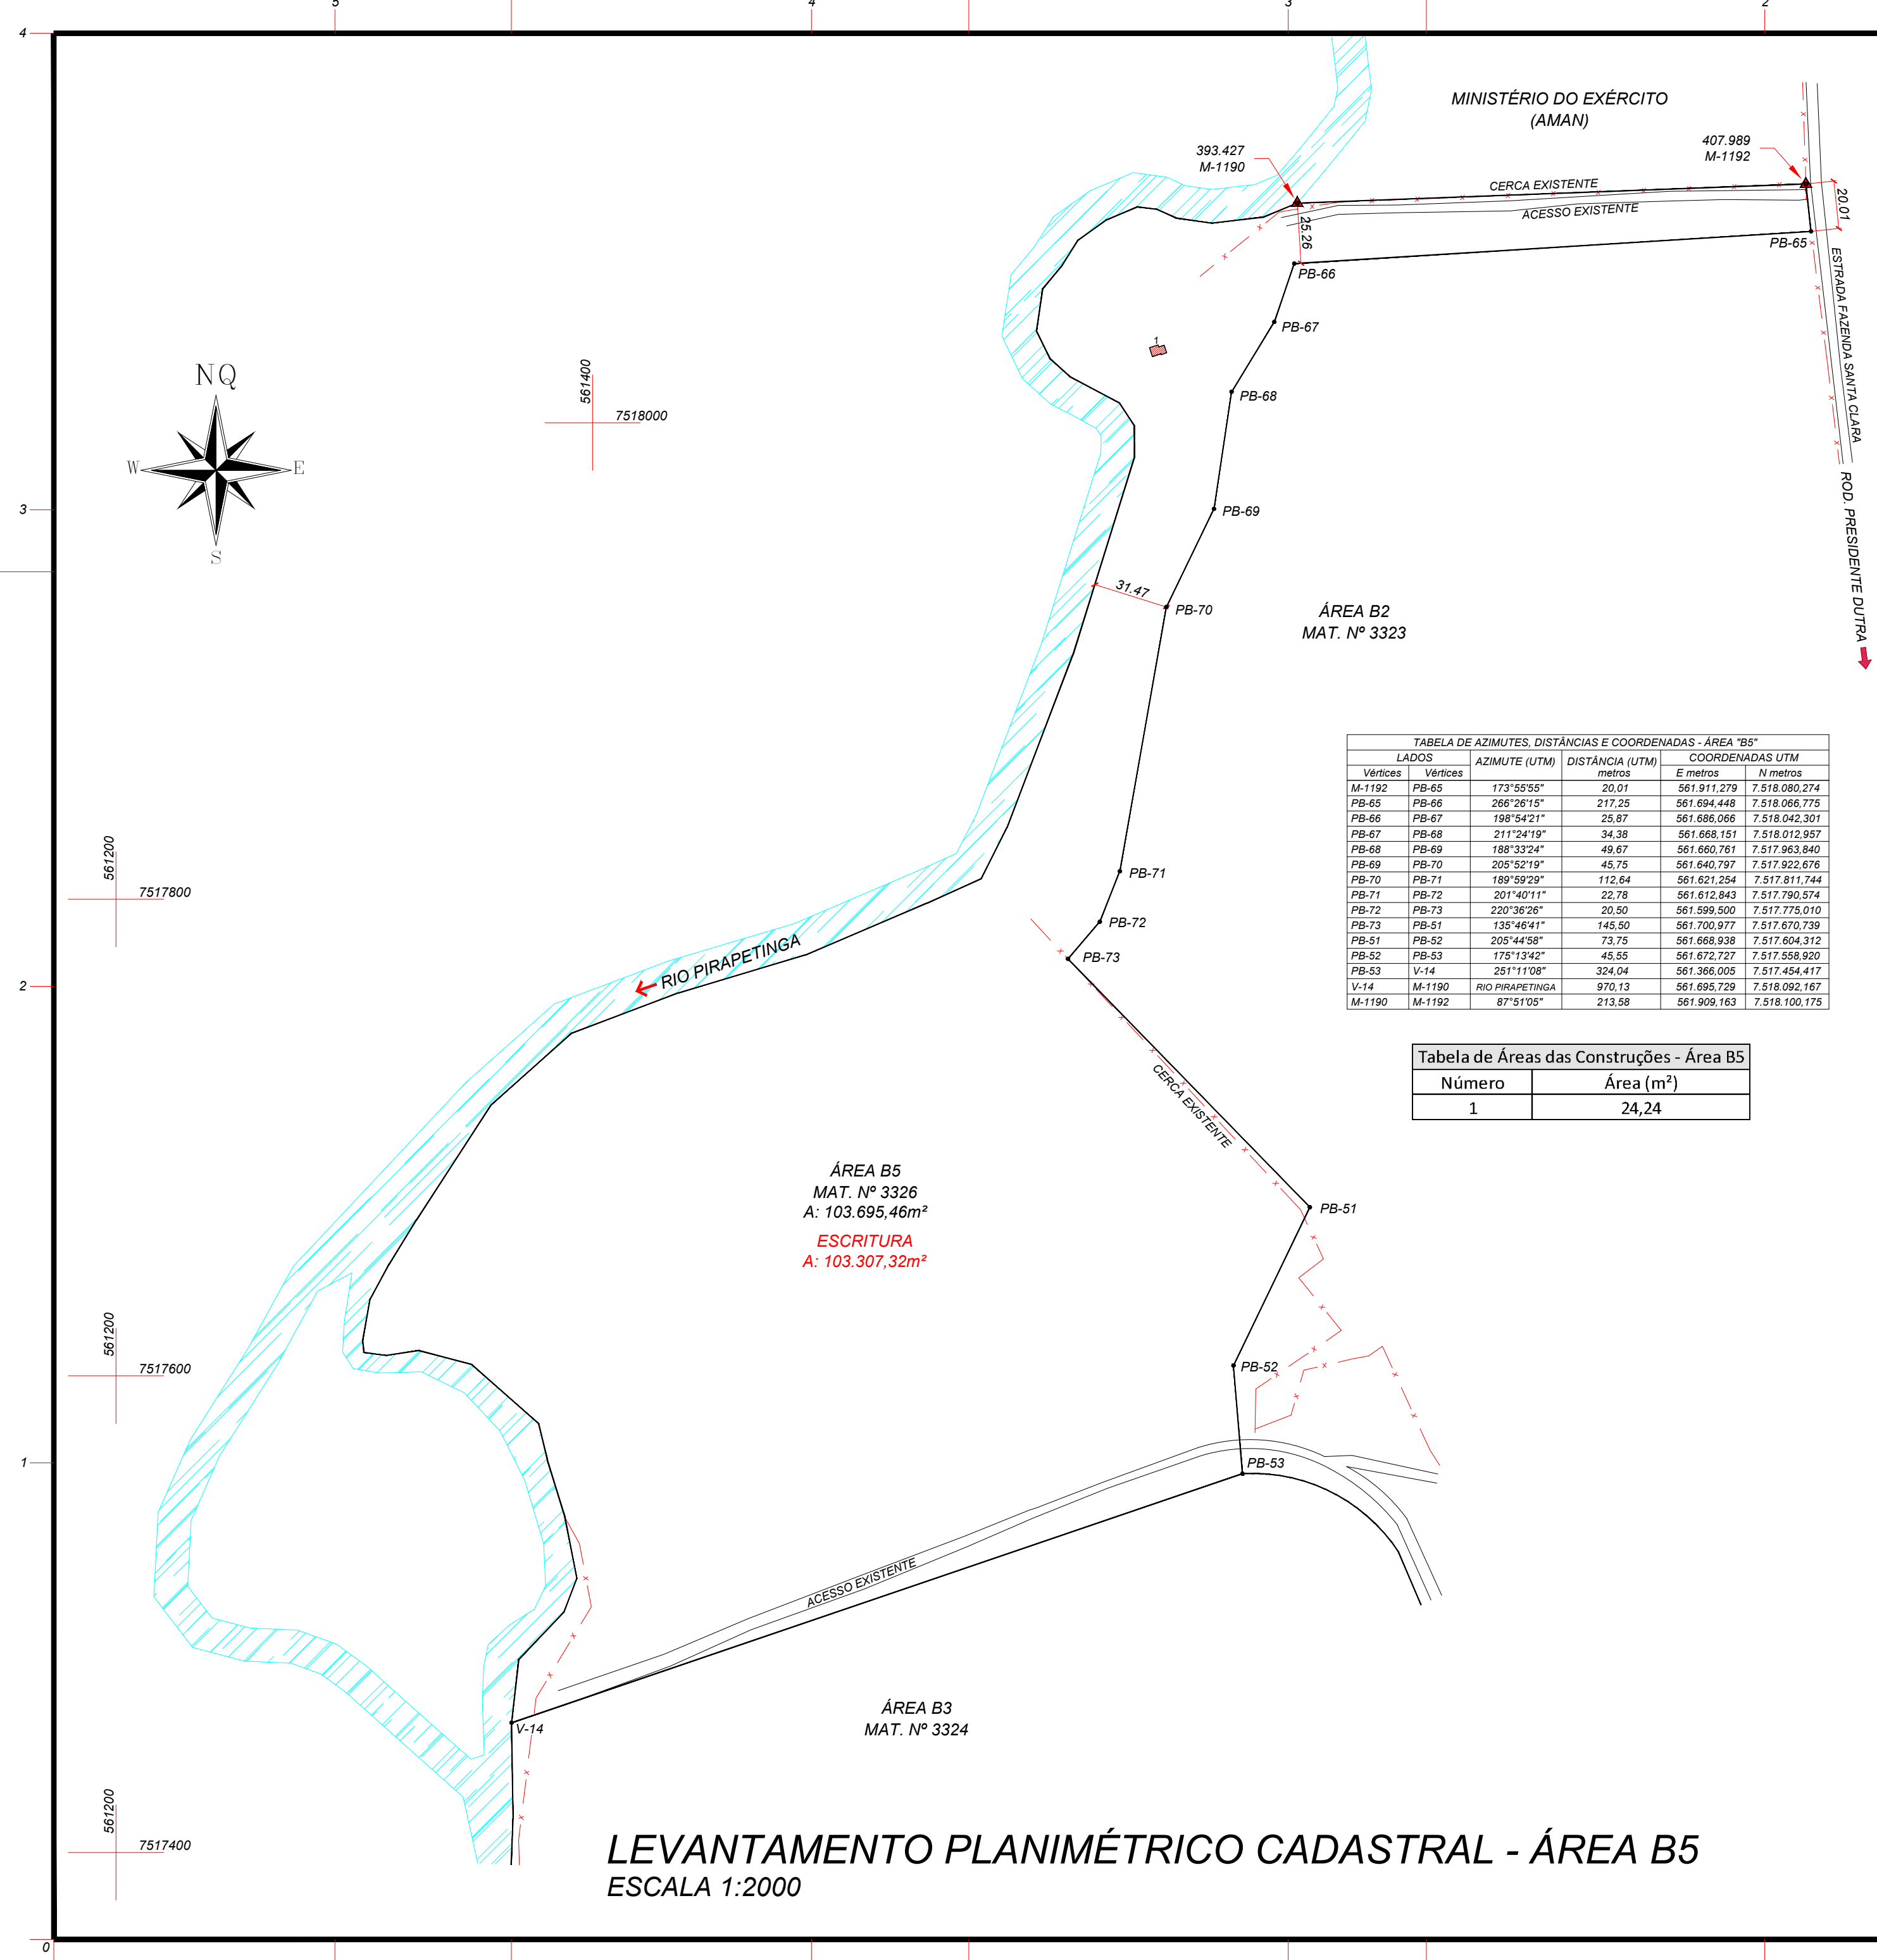 5
4
3
2
4
MINISTÉRIO DO EXÉRCITO
(AMAN)
393.427
M-1190
407.989
M-1192
CERCA EXISTENTE
ACESSO EXISTENTE
20.01
25.26
PB-65
PB-66
ESTRADA FAZENDA SANTA CLARA
PB-67
1
NQ
W
E
S
561400
7518000
PB-68
ROD. PRESIDENTE DUTRA
3
PB-69
31.47
PB-70
ÁREA B2
MAT. Nº 3323
TABELA DE AZIMUTES, DISTÂNCIAS E COORDENADAS - ÁREA "B5"
LADOS AZIMUTE (UTM) DISTÂNCIA (UTM) COORDENADAS UTM
Vértices Vértices metros E metros N metros
M-1192 PB-65 173°55'55" 20,01 561.911,279 7.518.080,274
PB-65 PB-66 266°26'15" 217,25 561.694,448 7.518.066,775
PB-66 PB-67 198°54'21" 25,87 561.686,066 7.518.042,301
PB-67 PB-68 211°24'19" 34,38 561.668,151 7.518.012,957
PB-68 PB-69 188°33'24" 49,67 561.660,761 7.517.963,840
PB-69 PB-70 205°52'19" 45,75 561.640,797 7.517.922,676
PB-70 PB-71 189°59'29" 112,64 561.621,254 7.517.811,744
PB-71 PB-72 201°40'11" 22,78 561.612,843 7.517.790,574
PB-72 PB-73 220°36'26" 20,50 561.599,500 7.517.775,010
PB-73 PB-51 135°46'41" 145,50 561.700,977 7.517.670,739
PB-51 PB-52 205°44'58" 73,75 561.668,938 7.517.604,312
PB-52 PB-53 175°13'42" 45,55 561.672,727 7.517.558,920
PB-53 V-14 251°11'08" 324,04 561.366,005 7.517.454,417
V-14 M-1190 RIO PIRAPETINGA 970,13 561.695,729 7.518.092,167
M-1190 M-1192 87°51'05" 213,58 561.909,163 7.518.100,175
561200
7517800
PB-71
PB-72
PB-73
RIO PIRAPETINGA
2
Tabela de Áreas das Construções - Área B5
Número Área (m²)
1 24,24
CERCA EXISTENTE
ÁREA B5
MAT. Nº 3326
A: 103.695,46m²
ESCRITURA
A: 103.307,32m²
PB-51
561200
7517600
PB-52
1
PB-53
ACESSO EXISTENTE
V-14
ÁREA B3
MAT. Nº 3324
561200
7517400
LEVANTAMENTO PLANIMÉTRICO CADASTRAL - ÁREA B5
ESCALA 1:2000
0